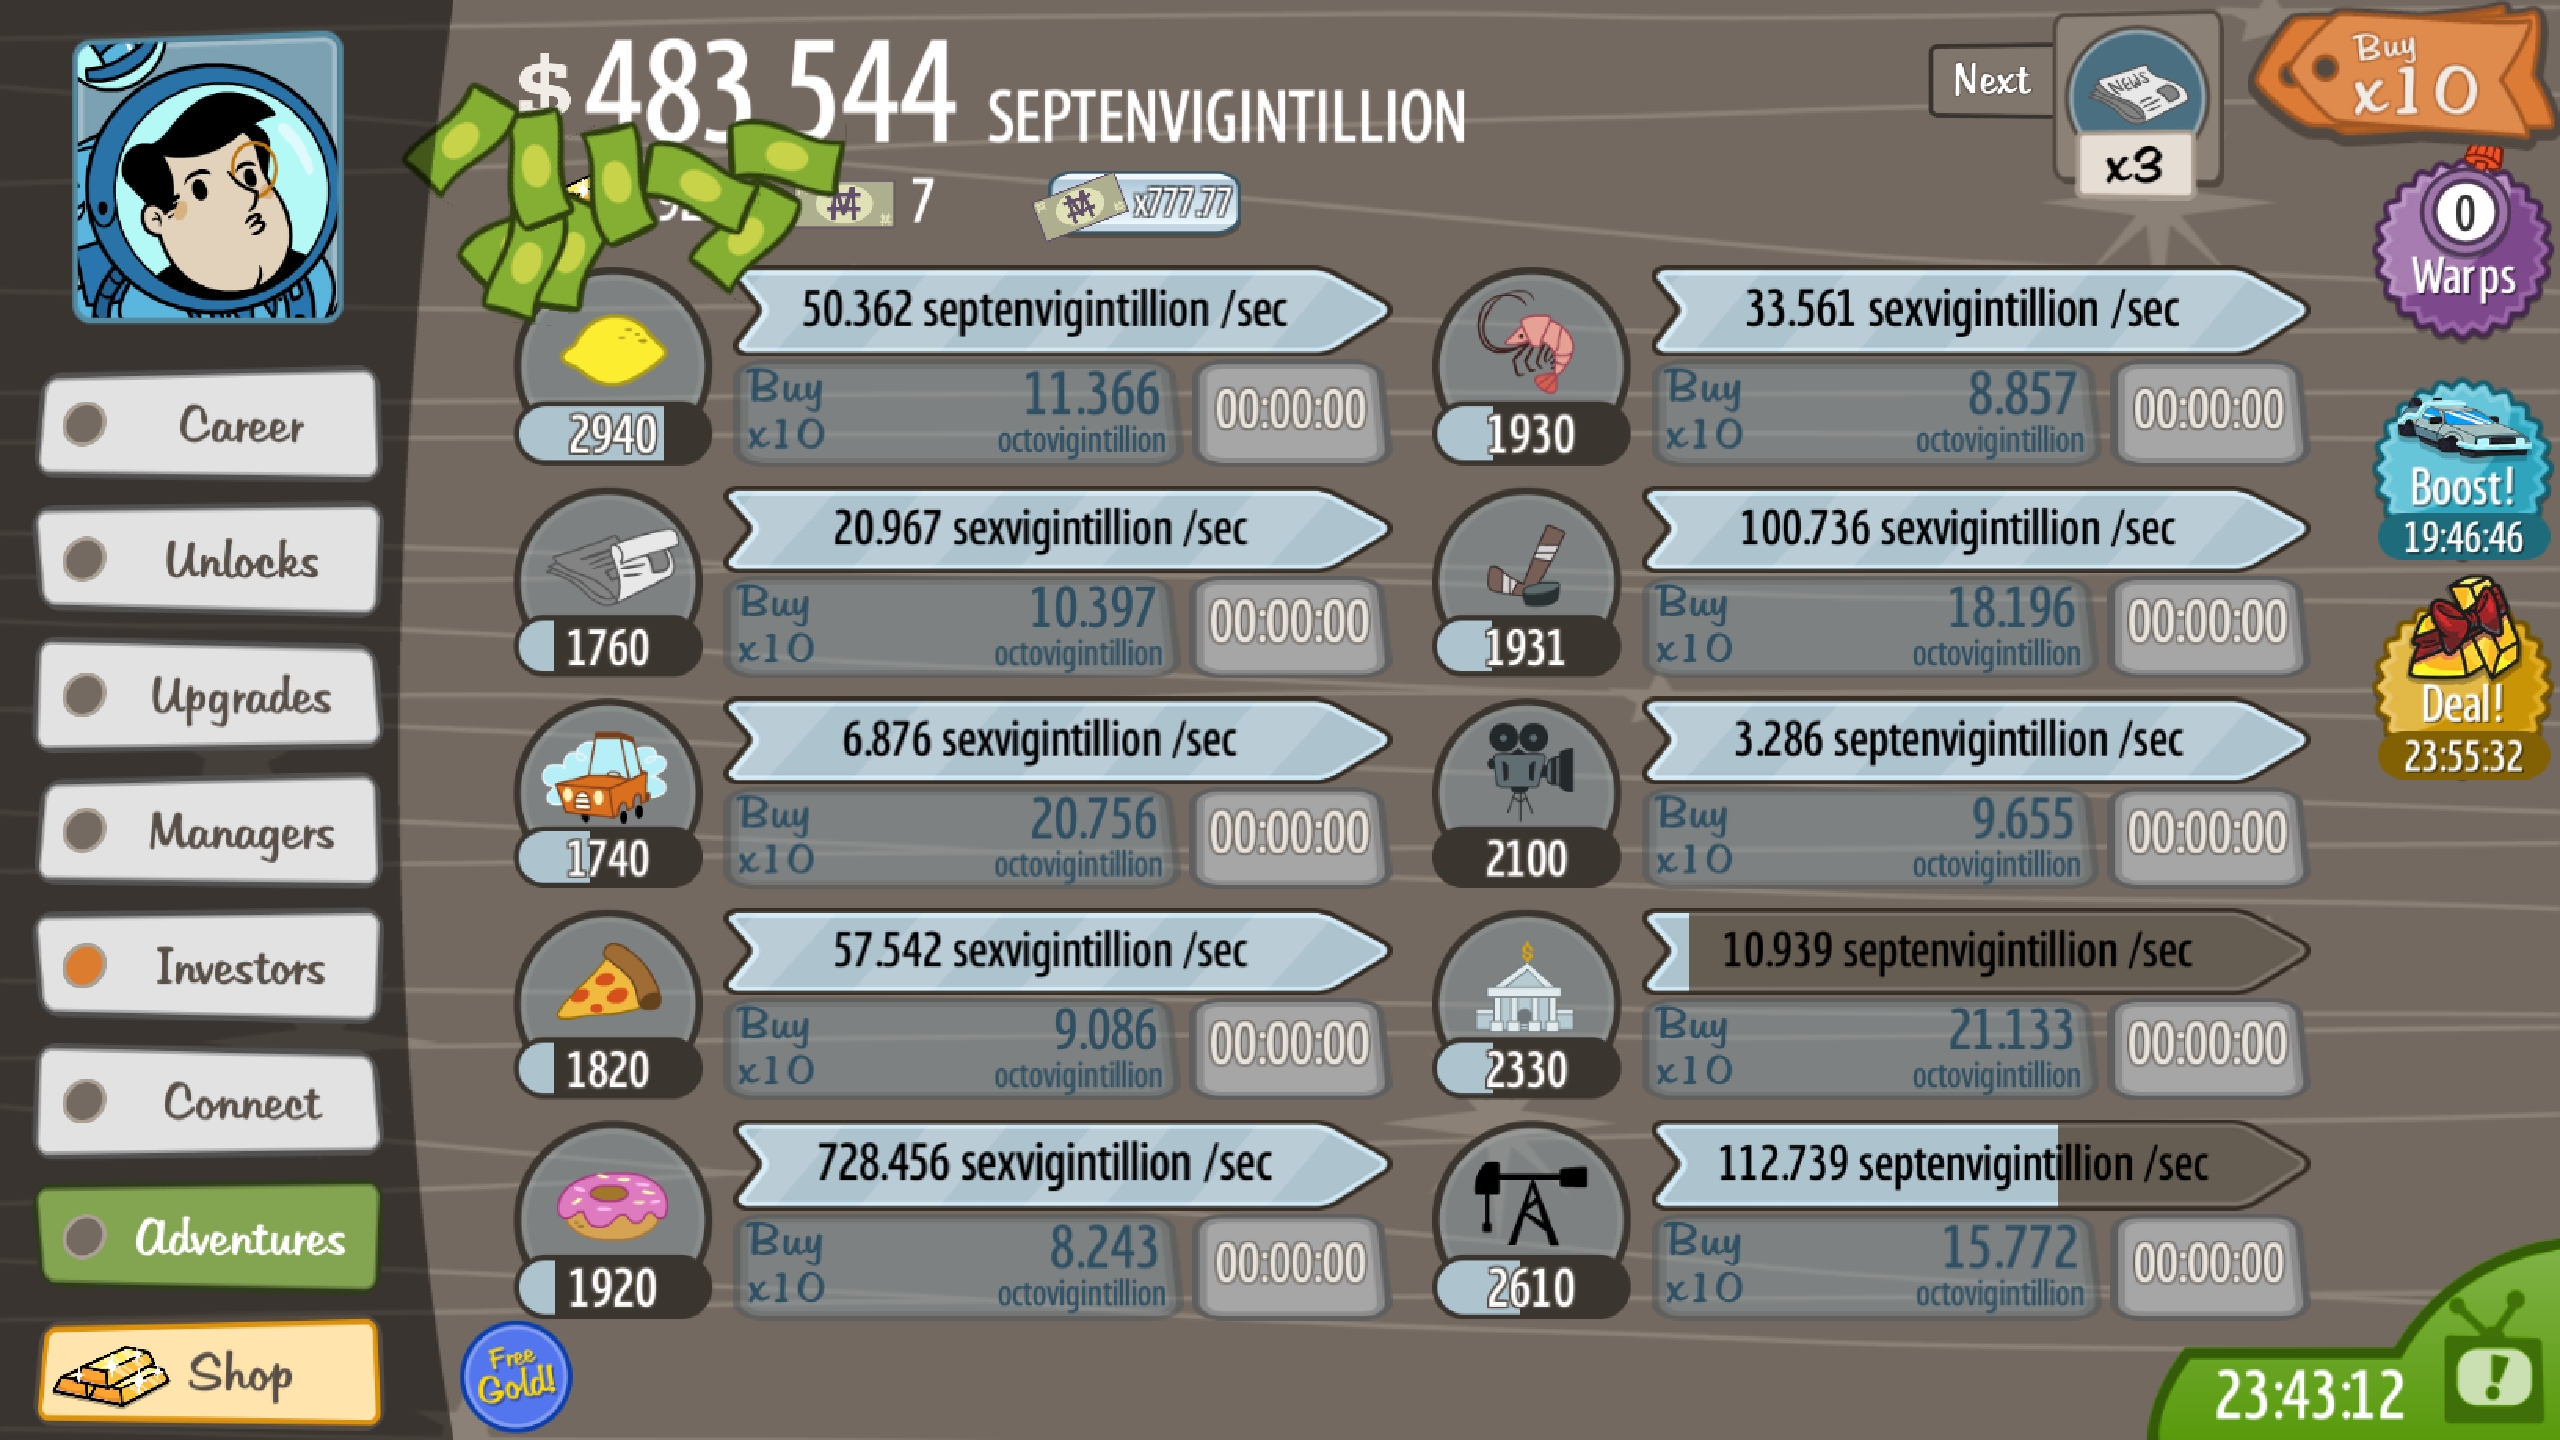 $483.544 SEPTENVIGINTILLION
7
x777.77
Next
NEWS
x3
Buy
x10
0
Warps
Boost!
19:46:46
Deal!
23:55:32
Career
Unlocks
Upgrades
Managers
Investors
Connect
Adventures
Shop
50.362 septenvigintillion /sec
2940
Buy
x10
11.366
octovigintillion
00:00:00
33.561 sexvigintillion /sec
1930
Buy
x10
8.857
octovigintillion
00:00:00
20.967 sexvigintillion /sec
1760
Buy
x10
10.397
octovigintillion
00:00:00
100.736 sexvigintillion /sec
1931
Buy
x10
18.196
octovigintillion
00:00:00
6.876 sexvigintillion /sec
1740
Buy
x10
20.756
octovigintillion
00:00:00
3.286 septenvigintillion /sec
2100
Buy
x10
9.655
octovigintillion
00:00:00
57.542 sexvigintillion /sec
1820
Buy
x10
9.086
octovigintillion
00:00:00
10.939 septenvigintillion /sec
2330
Buy
x10
21.133
octovigintillion
00:00:00
728.456 sexvigintillion /sec
1920
Buy
x10
8.243
octovigintillion
00:00:00
112.739 septenvigintillion /sec
2610
Buy
x10
15.772
octovigintillion
00:00:00
Free
Gold!
23:43:12